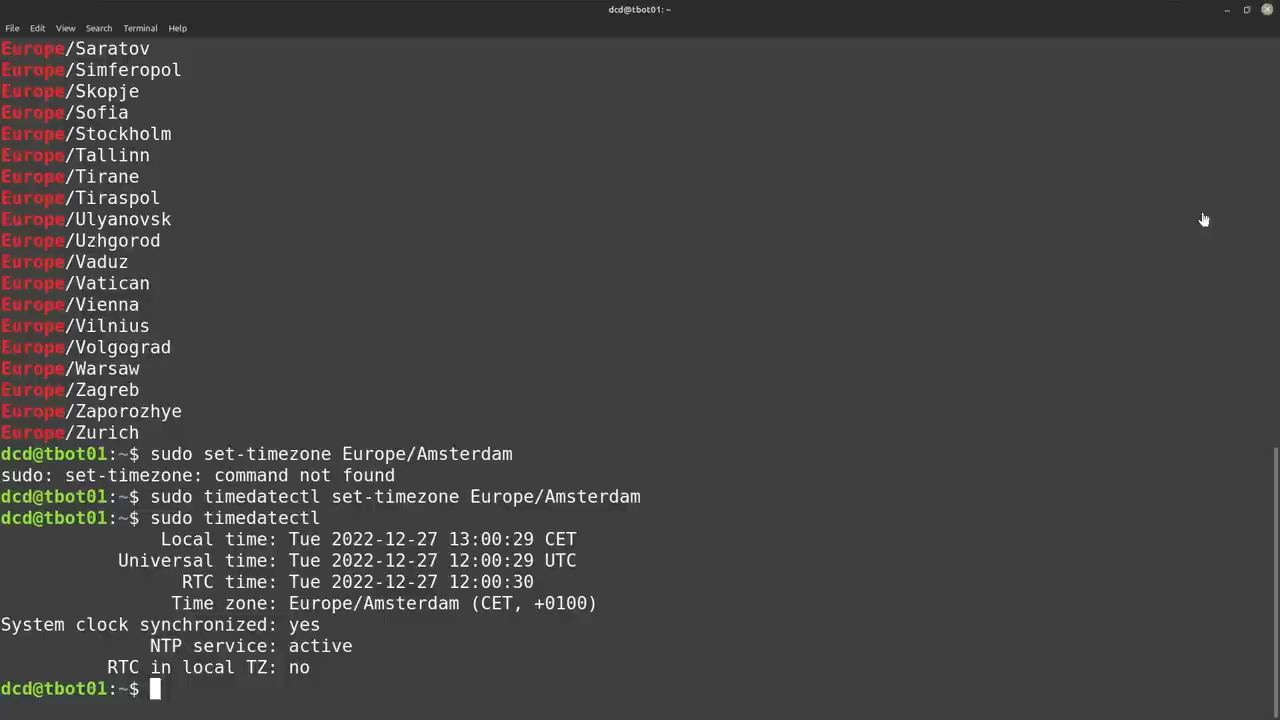 dcd@tbot01: ~
File Edit View Search Terminal Help
Europe/Saratov
Europe/Simferopol
Europe/Skopje
Europe/Sofia
Europe/Stockholm
Europe/Tallinn
Europe/Tirane
Europe/Tiraspol
Europe/Ulyanovsk
Europe/Uzhgorod
Europe/Vaduz
Europe/Vatican
Europe/Vienna
Europe/Vilnius
Europe/Volgograd
Europe/Warsaw
Europe/Zagreb
Europe/Zaporozhye
Europe/Zurich
dcd@tbot01:~$ sudo set-timezone Europe/Amsterdam
sudo: set-timezone: command not found
dcd@tbot01:~$ sudo timedatectl set-timezone Europe/Amsterdam
dcd@tbot01:~$ sudo timedatectl
Local time: Tue 2022-12-27 13:00:29 CET
Universal time: Tue 2022-12-27 12:00:29 UTC
RTC time: Tue 2022-12-27 12:00:30
Time zone: Europe/Amsterdam (CET, +0100)
System clock synchronized: yes
NTP service: active
RTC in local TZ: no
dcd@tbot01:~$